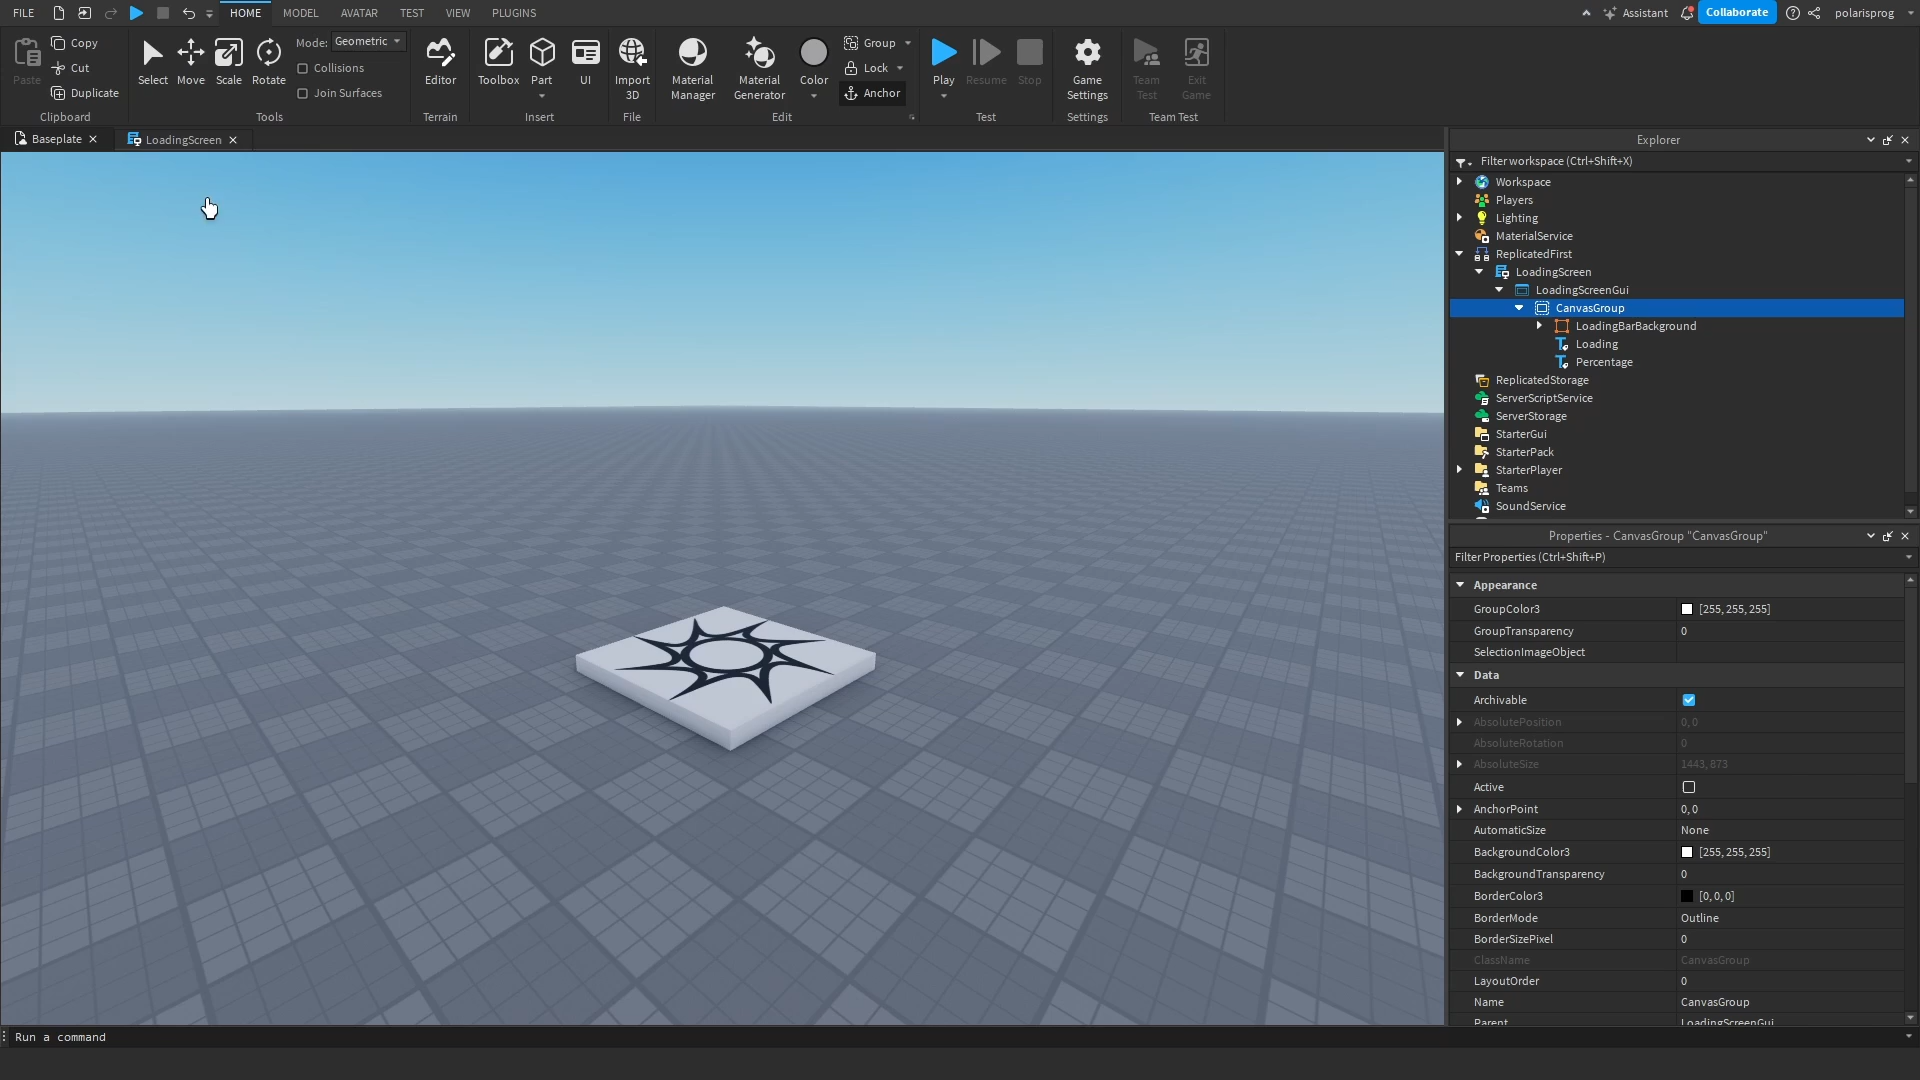 FILE
HOME
MODEL
AVATAR
TEST
VIEW
PLUGINS
Assistant
Collaborate
polarisprog
Paste
Copy
Cut
Duplicate
Clipboard
Select
Move
Scale
Rotate
Mode: Geometric
Collisions
Join Surfaces
Tools
Editor
Terrain
Toolbox
Part
UI
Insert
Import
3D
File
Material
Manager
Material
Generator
Color
Group
Lock
Anchor
Edit
Play
Resume
Stop
Test
Game
Settings
Settings
Team
Test
Exit
Game
Team Test
Baseplate
LoadingScreen
Explorer
Filter workspace (Ctrl+Shift+X)
Workspace
Players
Lighting
MaterialService
ReplicatedFirst
LoadingScreen
LoadingScreenGui
CanvasGroup
LoadingBarBackground
Loading
Percentage
ReplicatedStorage
ServerScriptService
ServerStorage
StarterGui
StarterPack
StarterPlayer
Teams
SoundService
Properties - CanvasGroup "CanvasGroup"
Filter Properties (Ctrl+Shift+P)
Appearance
GroupColor3 [255, 255, 255]
GroupTransparency 0
SelectionImageObject
Data
Archivable
AbsolutePosition 0, 0
AbsoluteRotation 0
AbsoluteSize 1443, 873
Active
AnchorPoint 0, 0
AutomaticSize None
BackgroundColor3 [255, 255, 255]
BackgroundTransparency 0
BorderColor3 [0, 0, 0]
BorderMode Outline
BorderSizePixel 0
ClassName CanvasGroup
LayoutOrder 0
Name CanvasGroup
Parent LoadingScreenGui
Run a command